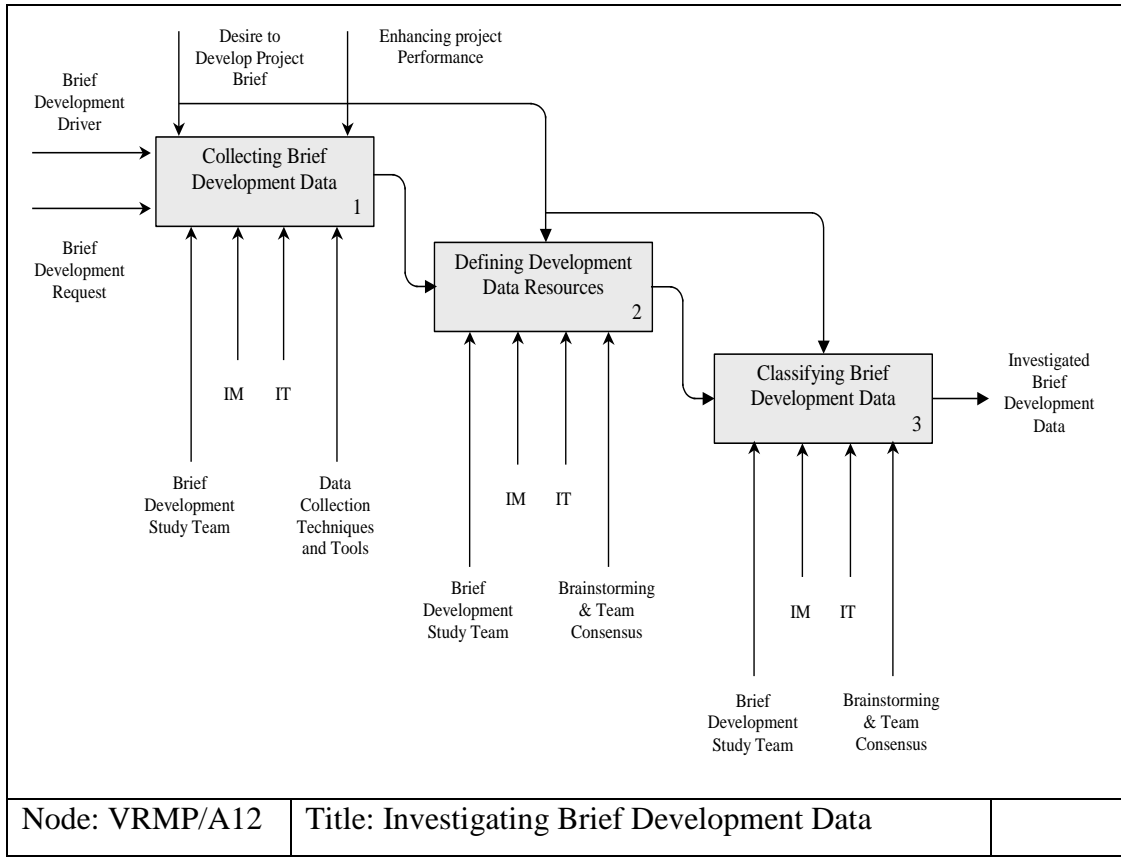 Desire to
Develop Project
Brief
Enhancing project
Performance
Brief
Development
Driver
Collecting Brief
Development Data
1
Brief
Development
Request
Defining Development
Data Resources
2
IM
IT
Classifying Brief
Development Data
3
Investigated
Brief
Development
Data
Brief
Development
Study Team
Data
Collection
Techniques
and Tools
IM
IT
Brief
Development
Study Team
Brainstorming
& Team
Consensus
IM
IT
Brief
Development
Study Team
Brainstorming
& Team
Consensus
Node: VRMP/A12
Title: Investigating Brief Development Data